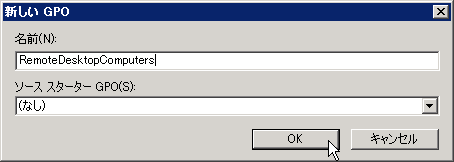 新しい GPO
名前(N):
RemoteDesktopComputers
ソース スターター GPO(S):
(なし)
OK
キャンセル